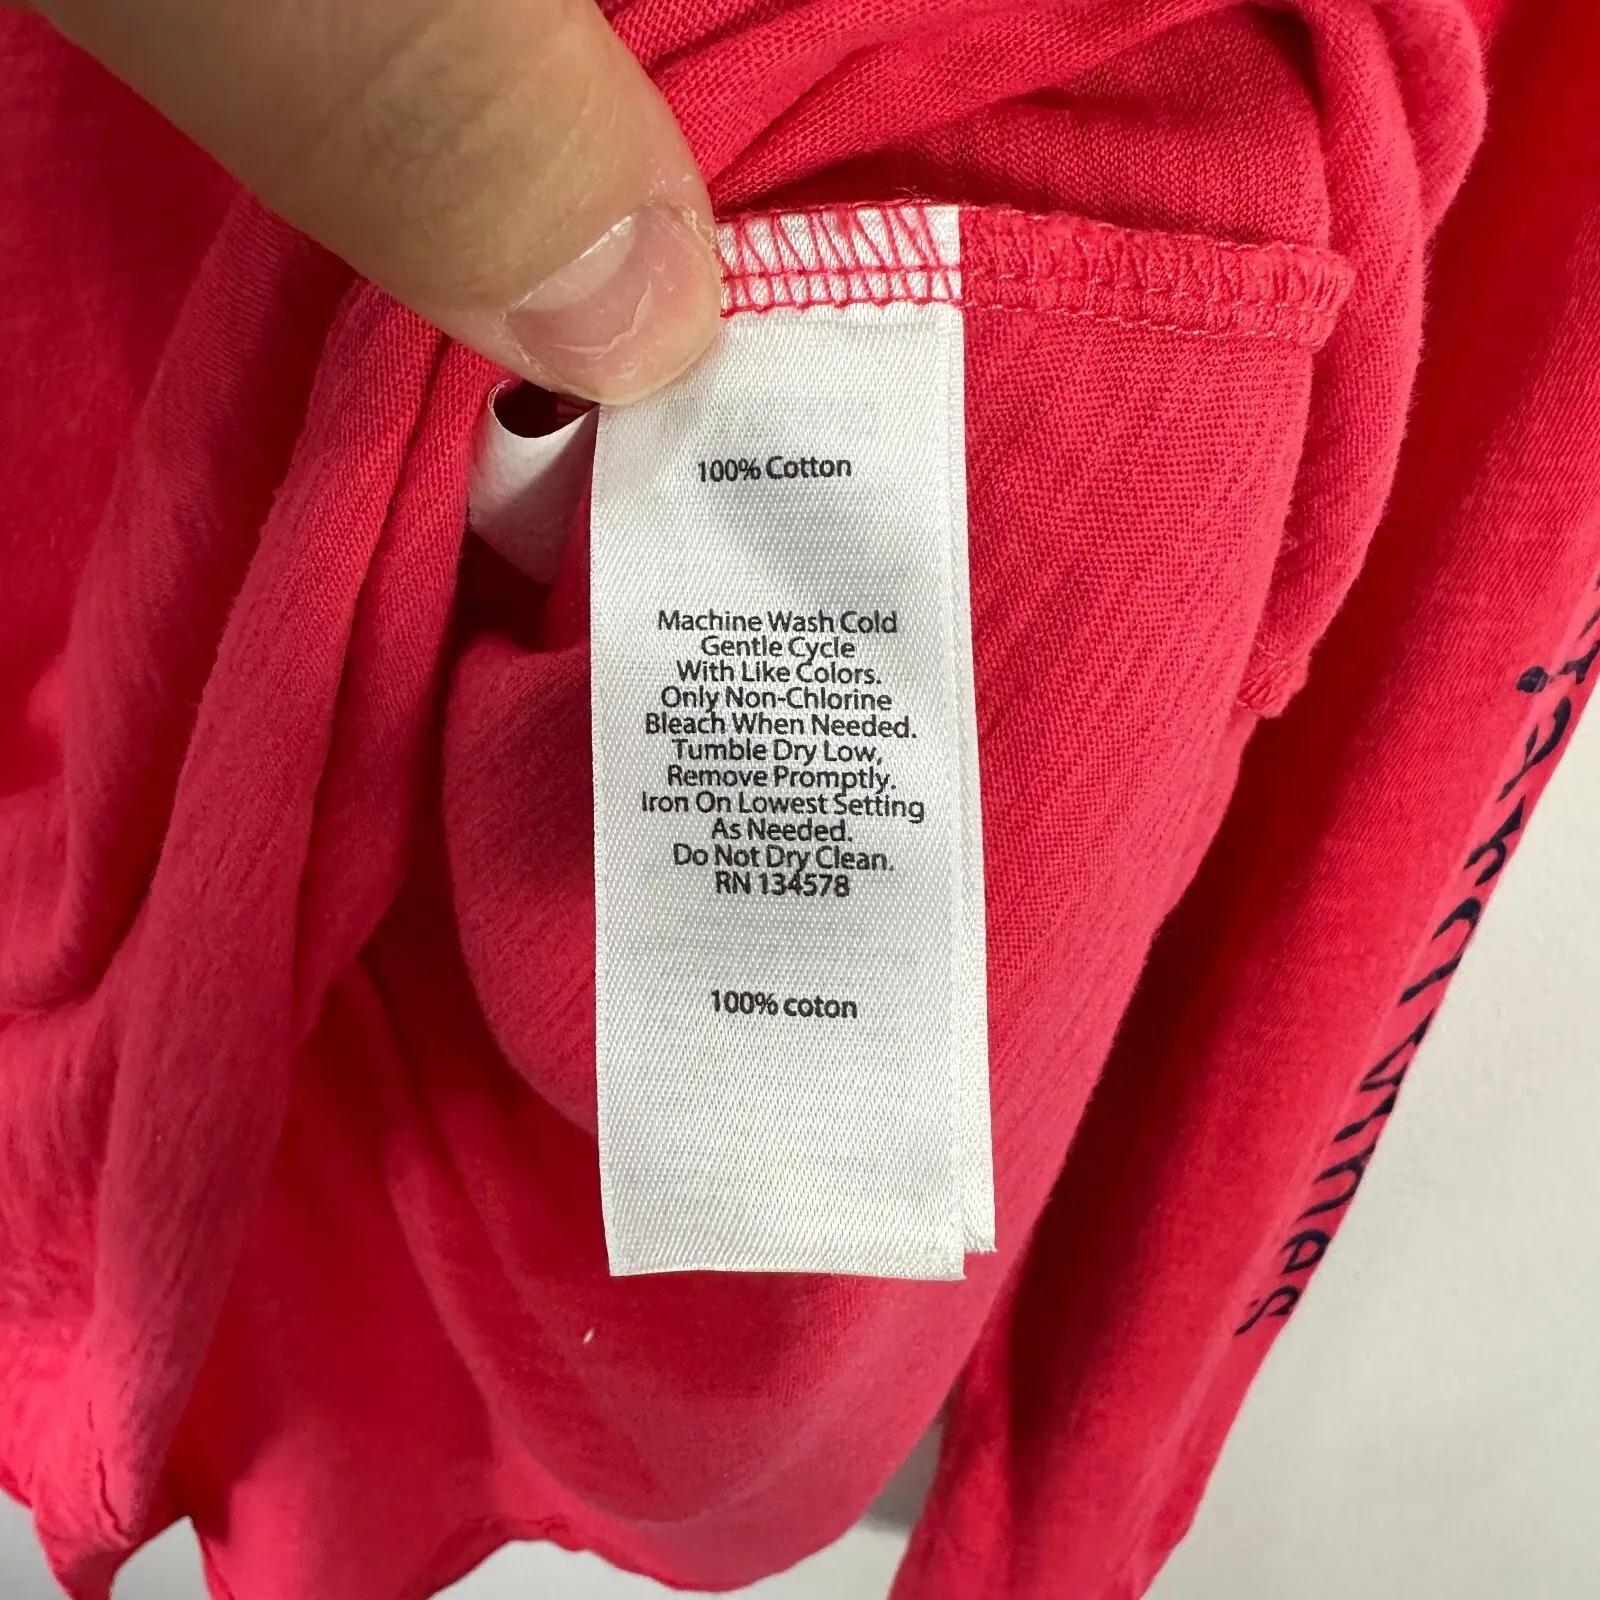 100% Cotton
Machine Wash Cold
Gentle Cycle
With Like Colors.
Only Non-Chlorine
Bleach When Needed.
Tumble Dry Low,
Remove Promptly.
Iron On Lowest Setting
As Needed.
Do Not Dry Clean.
RN 134578
100% coton